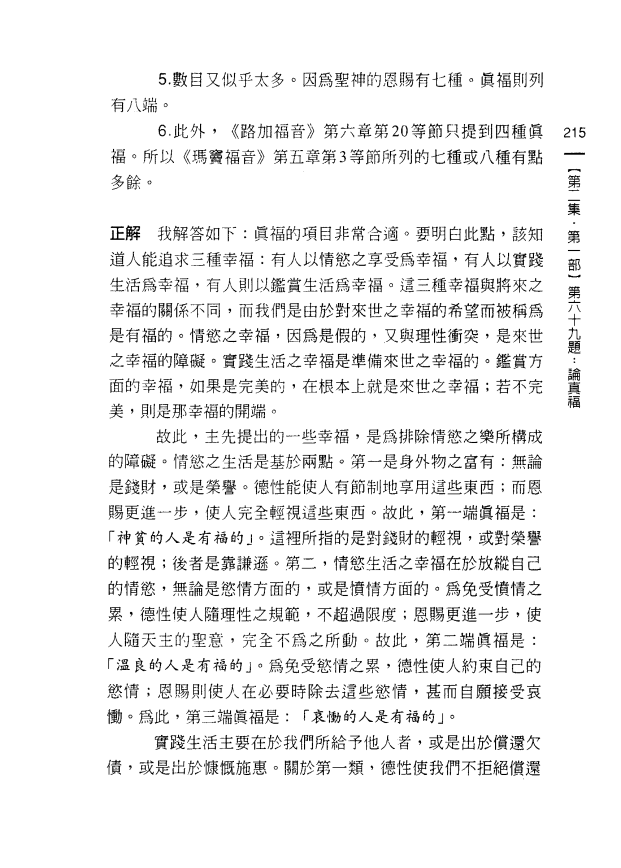 5.數目又似乎太多。因爲聖神的恩賜有七種。眞福則列
有八端。
6.此外，《路加福音》第六章第20等節只提到四種眞
福。所以《瑪竇福音》第五章第3等節所列的七種或八種有點
多餘。
正解　我解答如下：眞福的項目非常合適。要明白此點，該知
道人能追求三種幸福：有人以情慾之享受爲幸福，有人以實踐
生活爲幸福，有人則以鑑賞生活爲幸福。這三種幸福與將來之
幸福的關係不同，而我們是由於對來世之幸福的希望而被稱爲
是有福的。情慾之幸福，因爲是假的，又與理性衝突，是來世
之幸福的障礙。實踐生活之幸福是準備來世之幸福的。鑑賞方
面的幸福，如果是完美的，在根本上就是來世之幸福；若不完
美，則是那幸福的開端。
故此，主先提出的一些幸福，是爲排除情慾之樂所構成
的障礙。情慾之生活是基於兩點。第一是身外物之富有：無論
是錢財，或是榮譽。德性能使人有節制地享用這些東西；而恩
賜更進一步，使人完全輕視這些東西。故此，第一端眞福是：
「神貧的人是有福的」。這裡所指的是對錢財的輕視，或對榮譽
的輕視；後者是靠謙遜。第二，情慾生活之幸福在於放縱自己
的情慾，無論是慾情方面的，或是憤情方面的。爲免受憤情之
累，德性使人隨理性之規範，不超過限度；恩賜更進一步，使
人隨天主的聖意，完全不爲之所動。故此，第二端眞福是：
「溫良的人是有福的」。爲免受慾情之累，德性使人約束自己的
慾情；恩賜則使人在必要時除去這些慾情，甚而自願接受哀
慟。爲此，第三端眞福是：「哀慟的人是有福的」。
實踐生活主要在於我們所給予他人者，或是出於償還欠
債，或是出於慷慨施惠。關於第一類，德性使我們不拒絕償還
215
【第二集．第一部】第六十九題：論真福